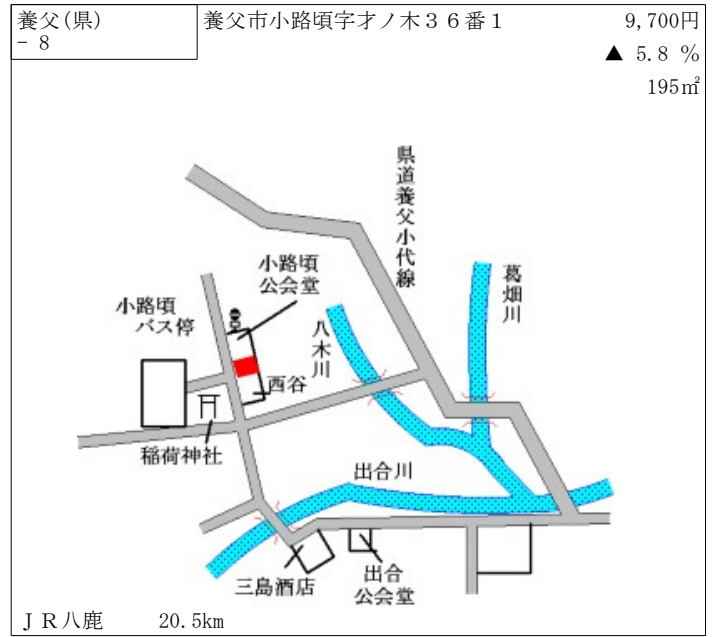 養父(県)
- 8
養父市小路頃字才ノ木３６番１
9,700円
▲ 5.8 %
195㎡
県道養父小代線
小路頃
公会堂
葛畑川
小路頃
バス停
八木川
西谷
稲荷神社
出合川
三島酒店
出合
公会堂
ＪＲ八鹿 20.5km